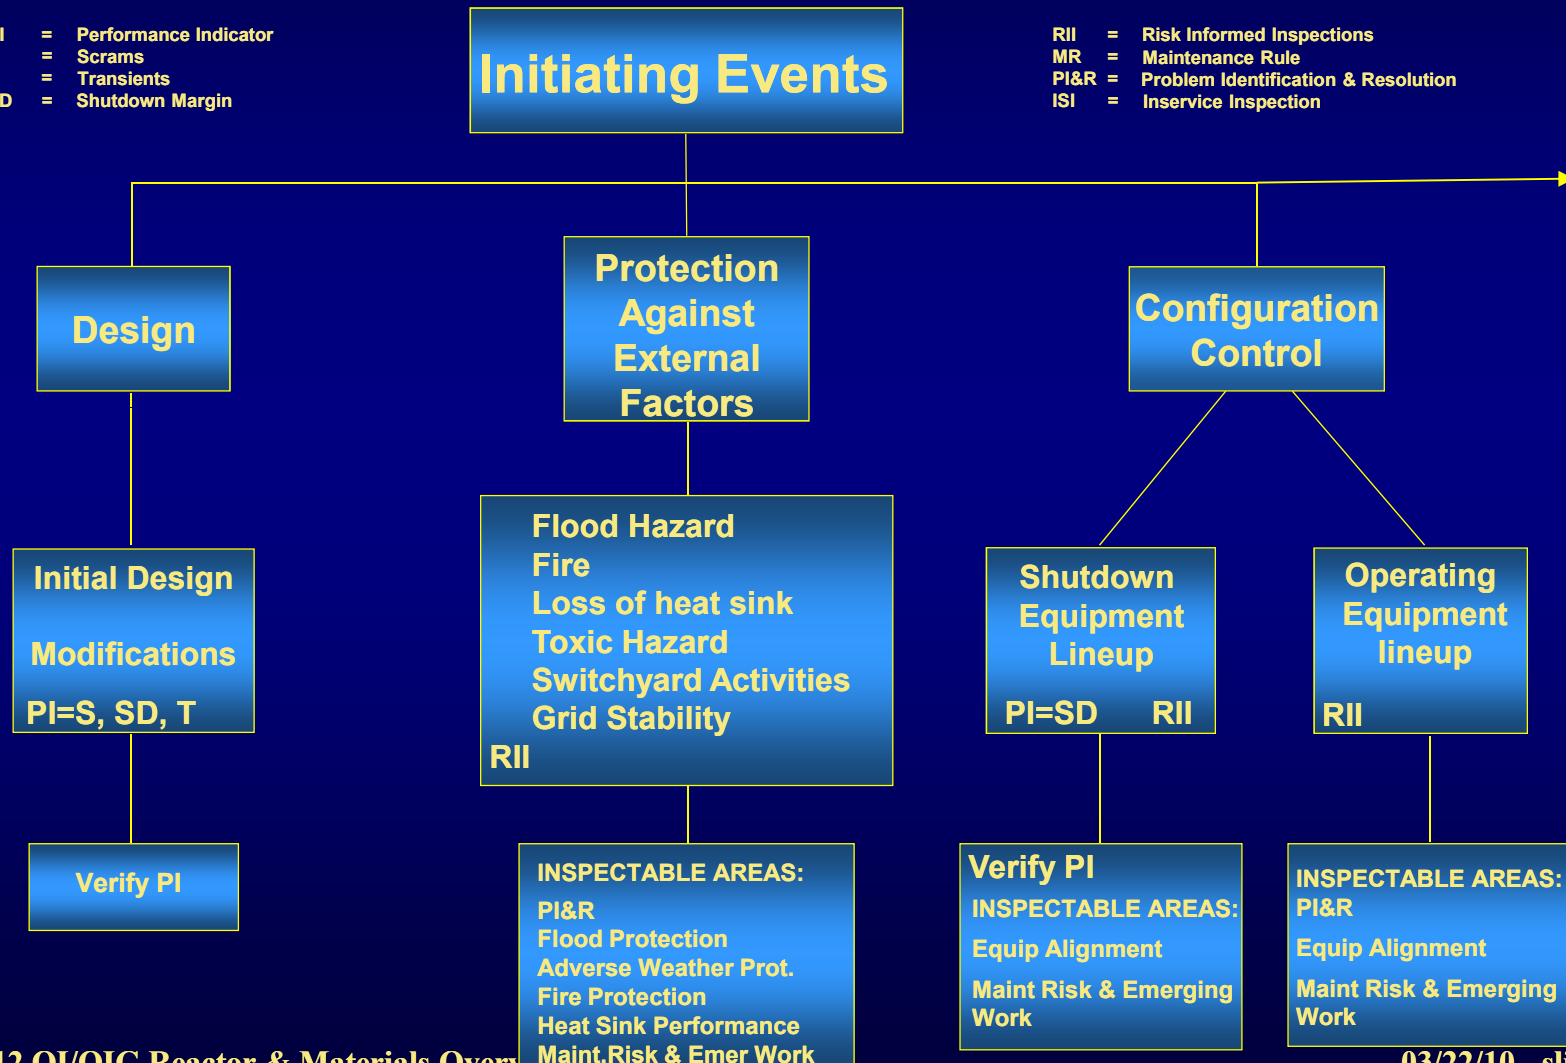 I = Performance Indicator
= Scrams
= Transients
D = Shutdown Margin
Initiating Events
RII = Risk Informed Inspections
MR = Maintenance Rule
PI&R = Problem Identification & Resolution
ISI = Inservice Inspection
Design
Protection
Against
External
Factors
Configuration
Control
Initial Design
Modifications
PI=S, SD, T
Flood Hazard
Fire
Loss of heat sink
Toxic Hazard
Switchyard Activities
Grid Stability
RII
Shutdown
Equipment
Lineup
PI=SD RII
Operating
Equipment
lineup
RII
Verify PI
INSPECTABLE AREAS:
PI&R
Flood Protection
Adverse Weather Prot.
Fire Protection
Heat Sink Performance
Maint.Risk & Emer Work
Verify PI
INSPECTABLE AREAS:
Equip Alignment
Maint Risk & Emerging
Work
INSPECTABLE AREAS:
PI&R
Equip Alignment
Maint Risk & Emerging
Work
Reactor & Materials
03/22/10